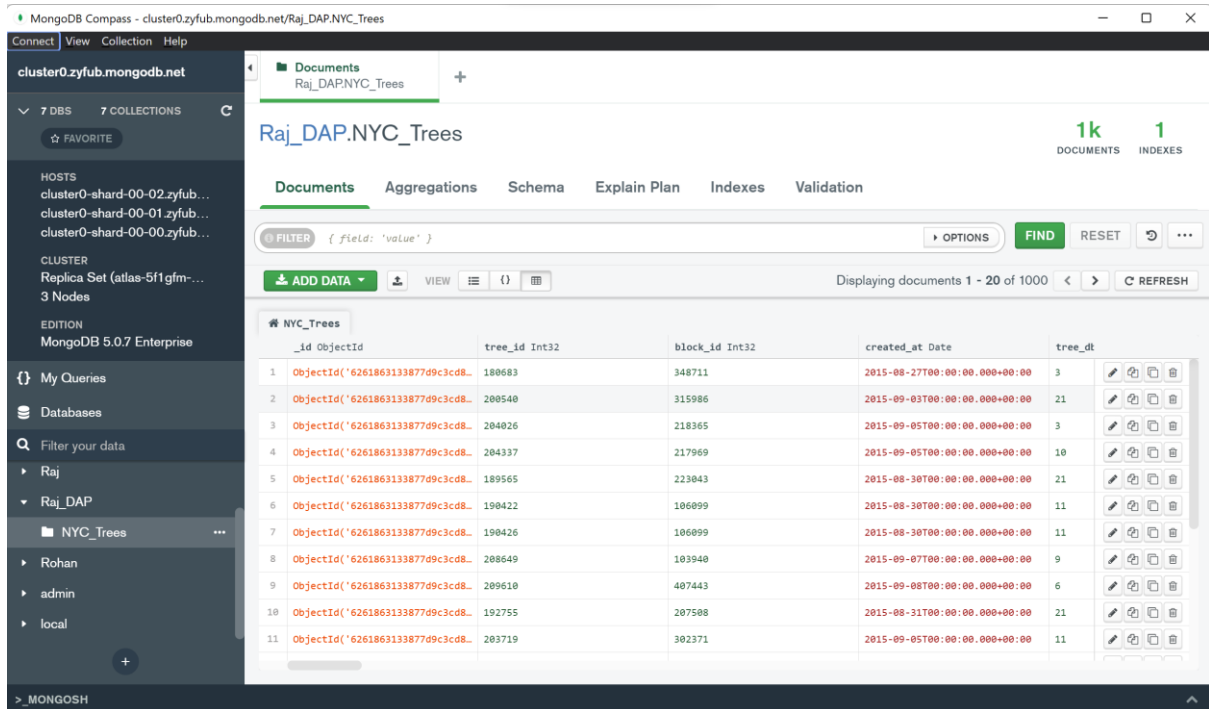 MongoDB Compass - cluster0.zyfub.mongodb.net/Raj_DAP.NYC_Trees
Connect View Collection Help
cluster0.zyfub.mongodb.net
7 DBS 7 COLLECTIONS
FAVORITE
HOSTS
cluster0-shard-00-02.zyfub...
cluster0-shard-00-01.zyfub...
cluster0-shard-00-00.zyfub...
CLUSTER
Replica Set (atlas-5f1gfm-...
3 Nodes
EDITION
MongoDB 5.0.7 Enterprise
{} My Queries
Databases
Filter your data
Raj
Raj_DAP
NYC_Trees ...
Rohan
admin
local
+
>_MONGOSH
Documents
Raj_DAP.NYC_Trees
+
Raj_DAP.NYC_Trees
1k DOCUMENTS
1 INDEXES
Documents Aggregations Schema Explain Plan Indexes Validation
FILTER { field: 'value' } OPTIONS FIND RESET ...
ADD DATA VIEW {} Displaying documents 1 - 20 of 1000 < > REFRESH
NYC_Trees
_id ObjectId tree_id Int32 block_id Int32 created_at Date tree_db
1 ObjectId('6261863133877d9c3cd8… 180683 348711 2015-08-27T00:00:00.000+00:00 3
2 ObjectId('6261863133877d9c3cd8… 200540 315986 2015-09-03T00:00:00.000+00:00 21
3 ObjectId('6261863133877d9c3cd8… 204026 218365 2015-09-05T00:00:00.000+00:00 3
4 ObjectId('6261863133877d9c3cd8… 204337 217969 2015-09-05T00:00:00.000+00:00 10
5 ObjectId('6261863133877d9c3cd8… 189565 223043 2015-08-30T00:00:00.000+00:00 21
6 ObjectId('6261863133877d9c3cd8… 190422 106099 2015-08-30T00:00:00.000+00:00 11
7 ObjectId('6261863133877d9c3cd8… 190426 106099 2015-08-30T00:00:00.000+00:00 11
8 ObjectId('6261863133877d9c3cd8… 208649 103940 2015-09-07T00:00:00.000+00:00 9
9 ObjectId('6261863133877d9c3cd8… 209610 407443 2015-09-08T00:00:00.000+00:00 6
10 ObjectId('6261863133877d9c3cd8… 192755 207508 2015-08-31T00:00:00.000+00:00 21
11 ObjectId('6261863133877d9c3cd8… 203719 302371 2015-09-05T00:00:00.000+00:00 11